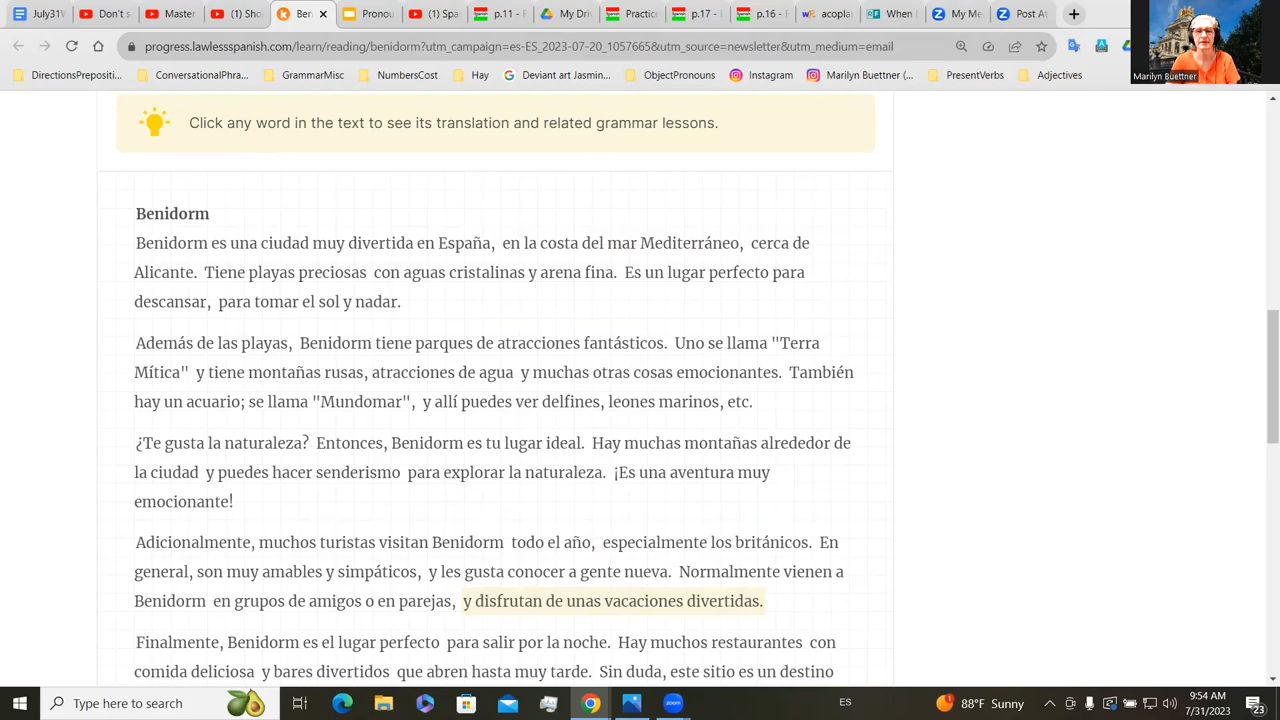 July31V
Don't s
Master
(1) Sho
Ben
Pronou
(1) Spa
p.11 - F
My Dri
Practic
p.17 -
p.16 - F
acoplar
When
My Me
Post At
progress.lawlessspanish.com/learn/reading/benidorm?utm_campaign=es-ES_2023-07-20_1057665&utm_source=newsletter&utm_medium=email
DirectionsPrepositi...
ConversationalPhra...
GrammarMisc
NumbersCost
Hay
Deviant art Jasmin...
ObjectPronouns
Instagram
Marilyn Buettner (...
PresentVerbs
Adjectives
Marilyn Buettner
Click any word in the text to see its translation and related grammar lessons.
Benidorm
Benidorm es una ciudad muy divertida en España, en la costa del mar Mediterráneo, cerca de
Alicante. Tiene playas preciosas con aguas cristalinas y arena fina. Es un lugar perfecto para
descansar, para tomar el sol y nadar.
Además de las playas, Benidorm tiene parques de atracciones fantásticos. Uno se llama "Terra
Mítica" y tiene montañas rusas, atracciones de agua y muchas otras cosas emocionantes. También
hay un acuario; se llama "Mundomar", y allí puedes ver delfines, leones marinos, etc.
¿Te gusta la naturaleza? Entonces, Benidorm es tu lugar ideal. Hay muchas montañas alrededor de
la ciudad y puedes hacer senderismo para explorar la naturaleza. ¡Es una aventura muy
emocionante!
Adicionalmente, muchos turistas visitan Benidorm todo el año, especialmente los británicos. En
general, son muy amables y simpáticos, y les gusta conocer a gente nueva. Normalmente vienen a
Benidorm en grupos de amigos o en parejas, y disfrutan de unas vacaciones divertidas.
Finalmente, Benidorm es el lugar perfecto para salir por la noche. Hay muchos restaurantes con
comida deliciosa y bares divertidos que abren hasta muy tarde. Sin duda, este sitio es un destino
Type here to search
zoom
ES
88°F Sunny
9:54 AM
7/31/2023
23